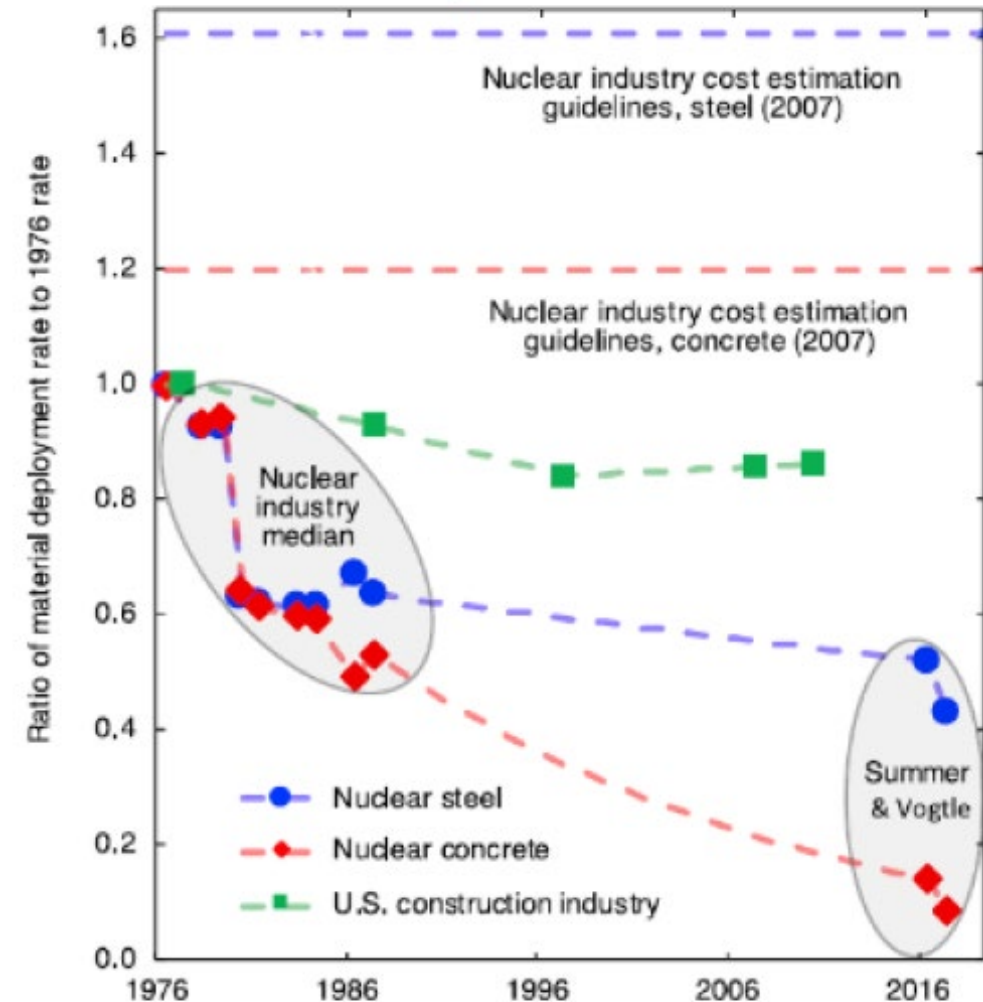 Ratio of material deployment rate to 1976 rate
1.6
1.4
1.2
1.0
0.8
0.6
0.4
0.2
0.0
Nuclear industry cost estimation
guidelines, steel (2007)
Nuclear industry cost estimation
guidelines, concrete (2007)
Nuclear
industry
median
Summer
& Vogtle
Nuclear steel
Nuclear concrete
U.S. construction industry
1976
1986
1996
2006
2016